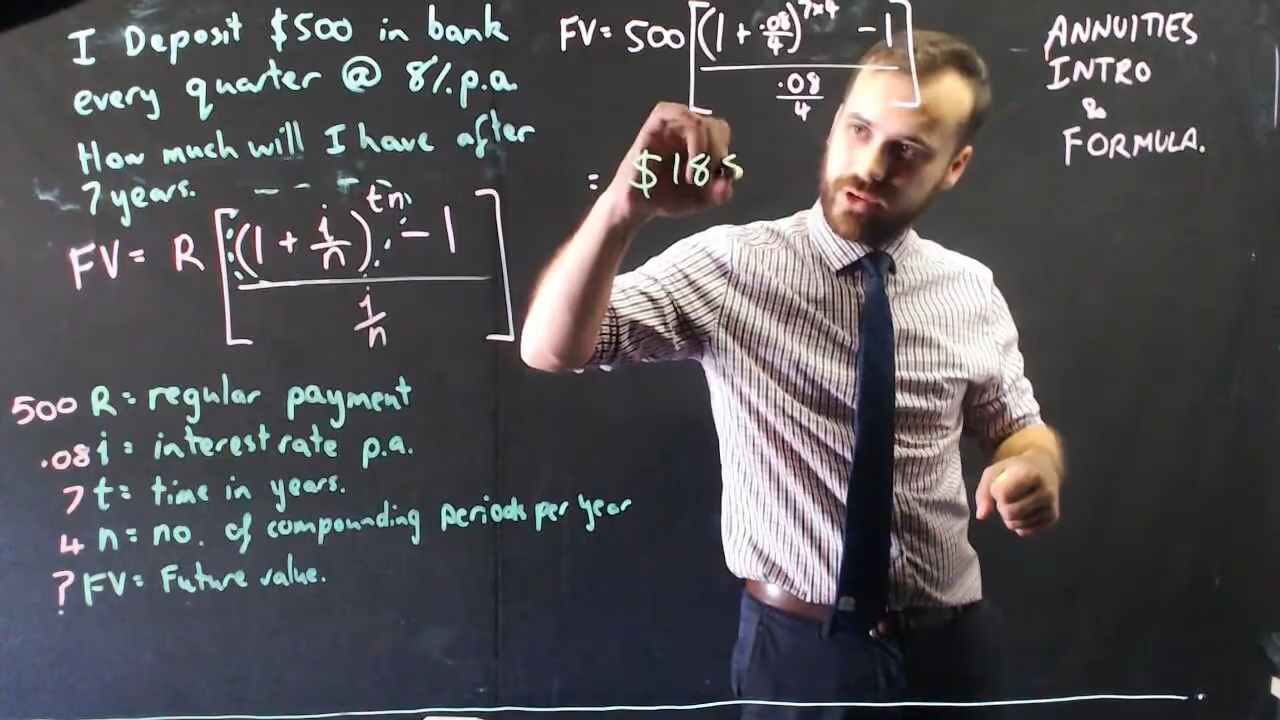 I Deposit $500 in bank
every quarter @ 8% p.a
How much will I have after
7 years.
FV = R [ (1 + i/n)^tn - 1 / i/n ]
500 R = regular payment
.08 i = interest rate p.a.
7 t = time in years.
4 n = no. of compounding periods per year
? FV = Future value.
FV = 500 [ (1 + .08/4)^7x4 - 1 / .08/4 ]
= $18
ANNUITIES
INTRO
&
FORMULA.